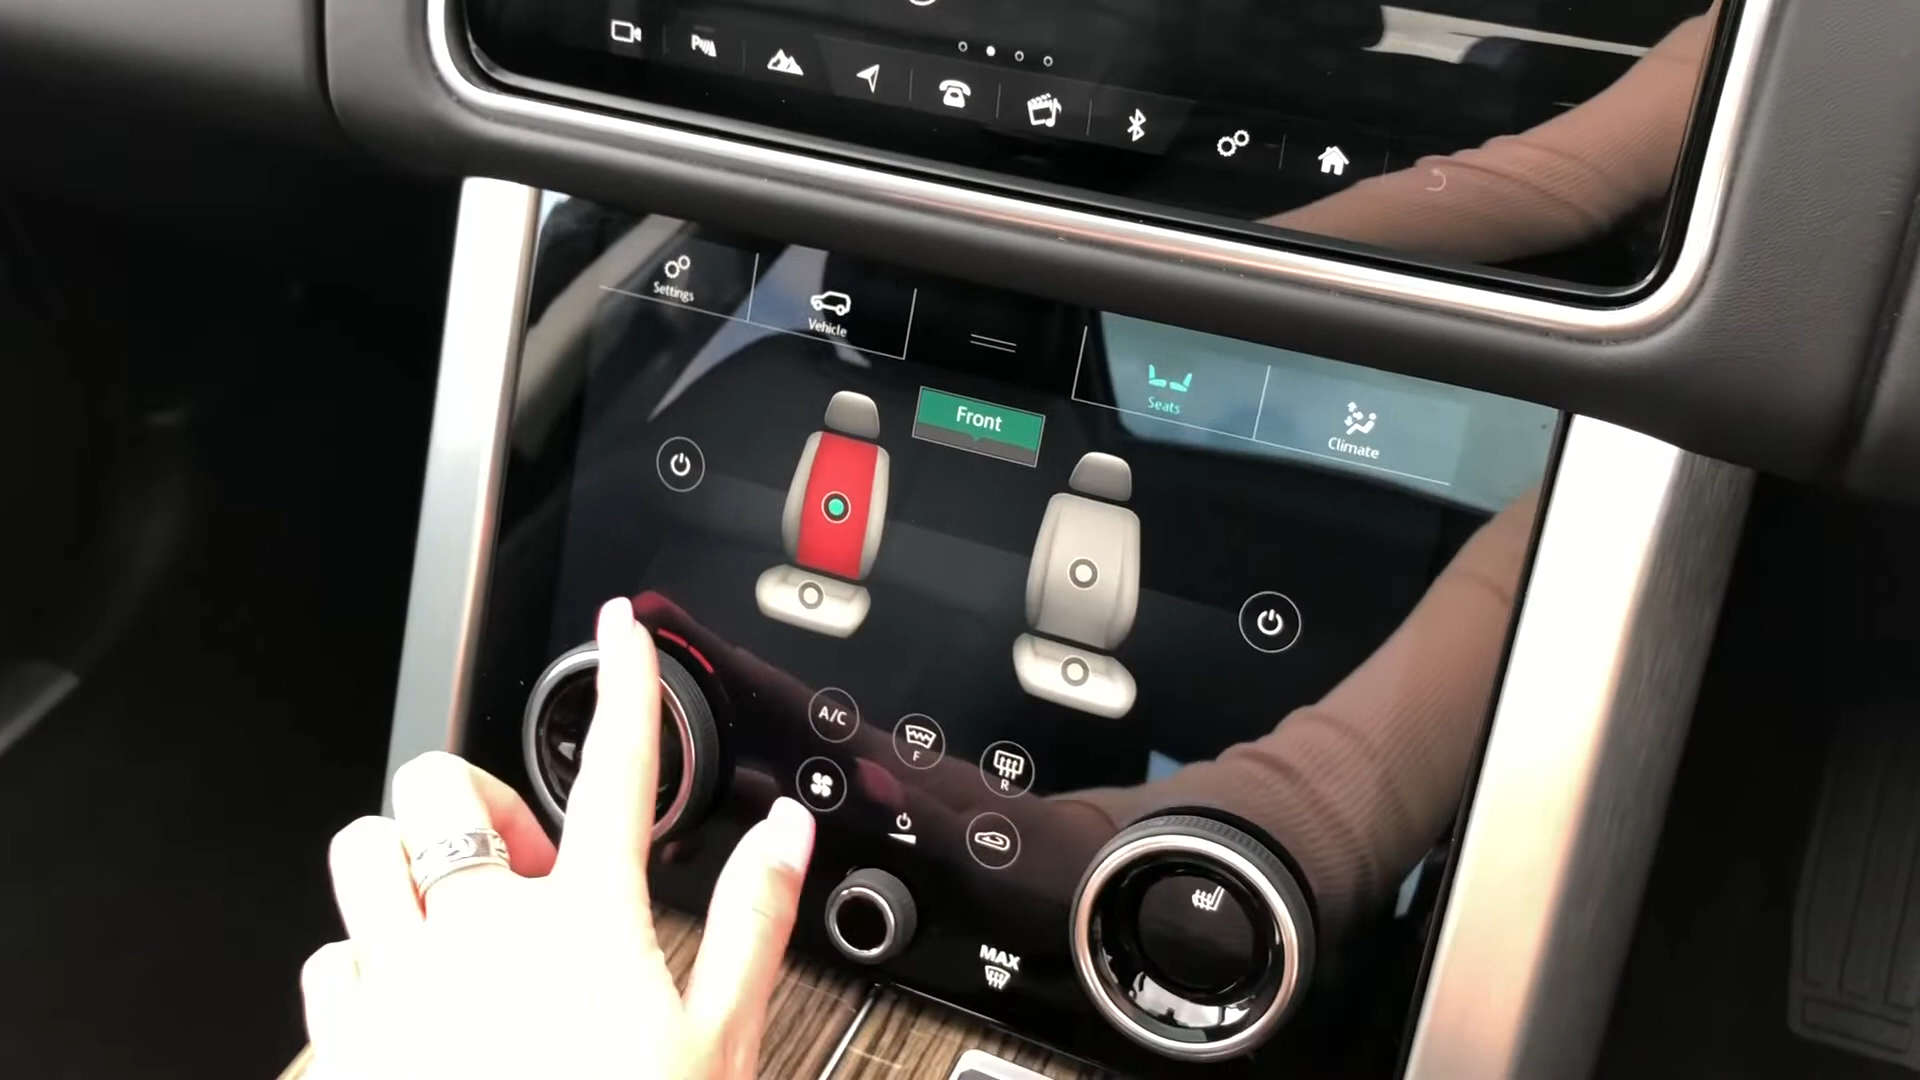 Settings
Vehicle
Front
Seats
Climate
A/C
F
R
MAX